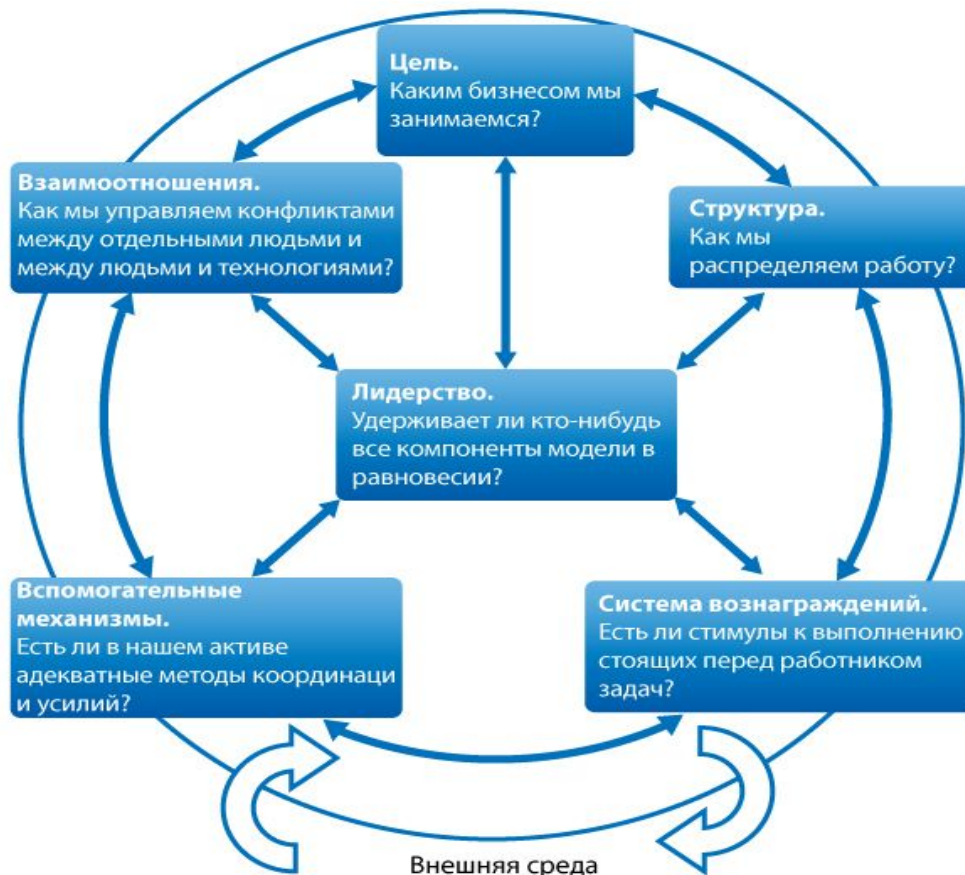 Цель.
Каким бизнесом мы
занимаемся?
Взаимоотношения.
Как мы управляем конфликтами
между отдельными людьми и
между людьми и технологиями?
Структура.
Как мы
распределяем работу?
Лидерство.
Удерживает ли кто-нибудь
все компоненты модели в
равновесии?
Вспомогательные
механизмы.
Есть ли в нашем активе
адекватные методы координаци
и усилий?
Система вознаграждений.
Есть ли стимулы к выполнению
стоящих перед работником
задач?
Внешняя среда